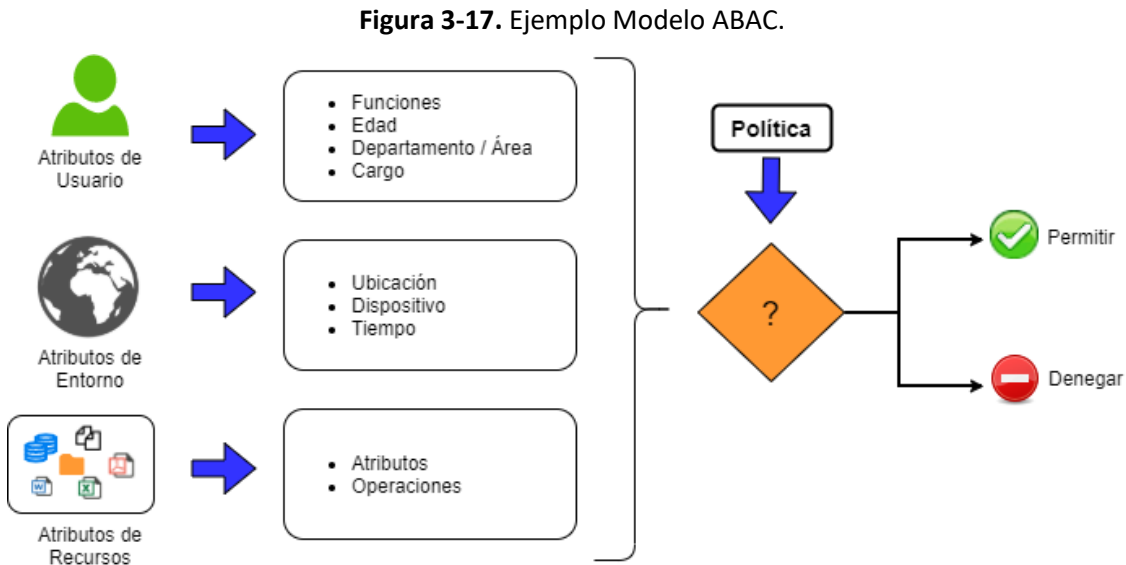 Figura 3-17. Ejemplo Modelo ABAC.
Atributos de
Usuario
• Funciones
• Edad
• Departamento / Área
• Cargo
Atributos de
Entorno
• Ubicación
• Dispositivo
• Tiempo
Atributos de
Recursos
• Atributos
• Operaciones
Política
?
Permitir
Denegar
W
X